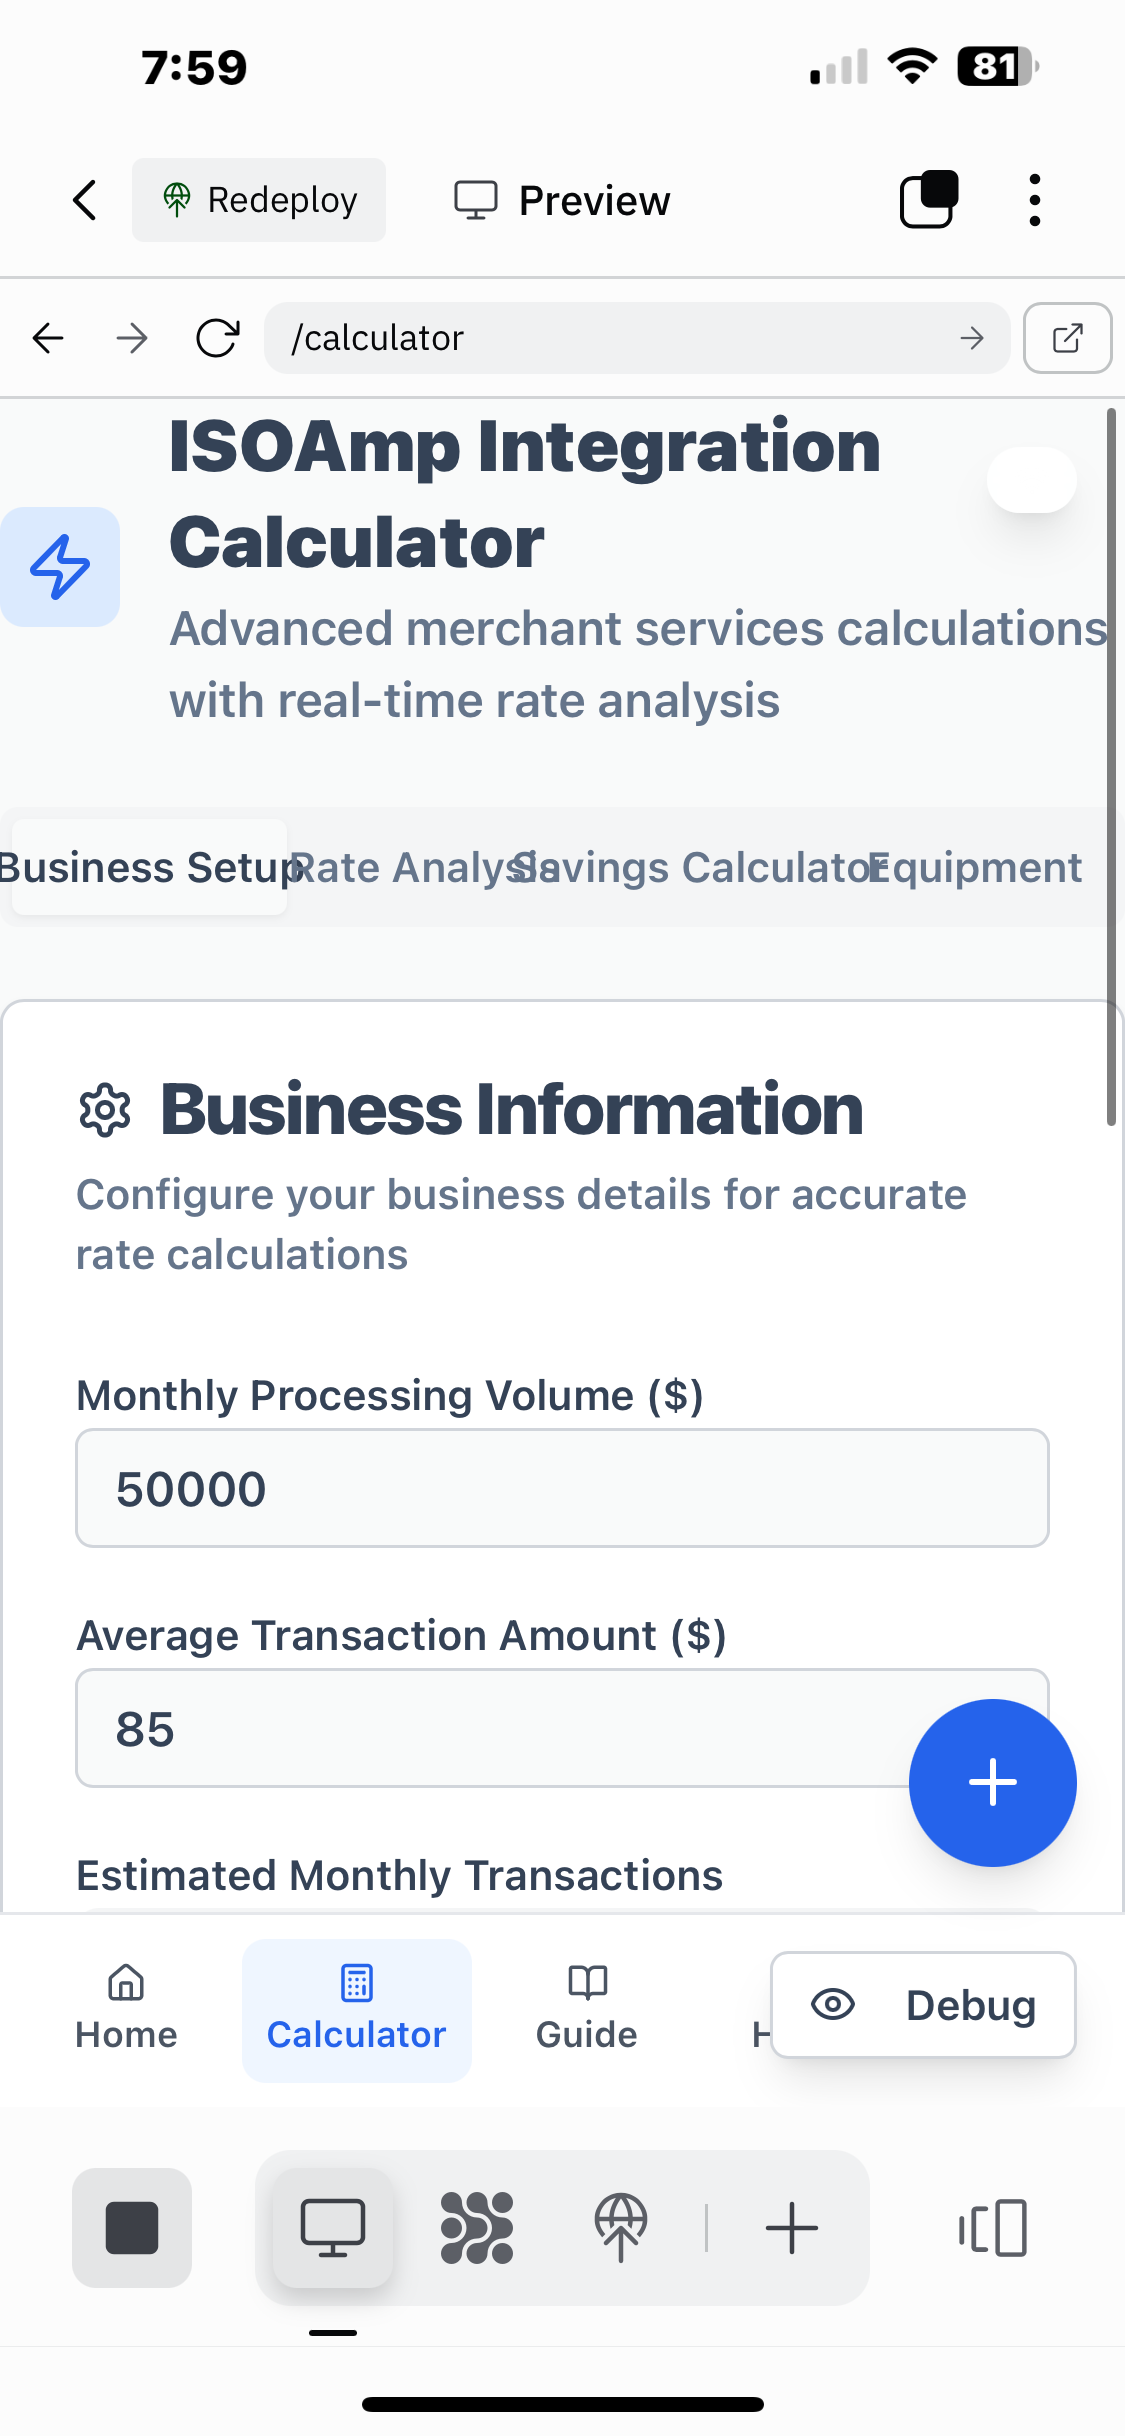 7:59
81
Redeploy
Preview
/calculator
ISOAmp Integration
Calculator
Advanced merchant services calculations
with real-time rate analysis
Business Setup Rate Analysis Savings Calculator Equipment
Business Information
Configure your business details for accurate
rate calculations
Monthly Processing Volume ($)
50000
Average Transaction Amount ($)
85
Estimated Monthly Transactions
Home
Calculator
Guide
Debug